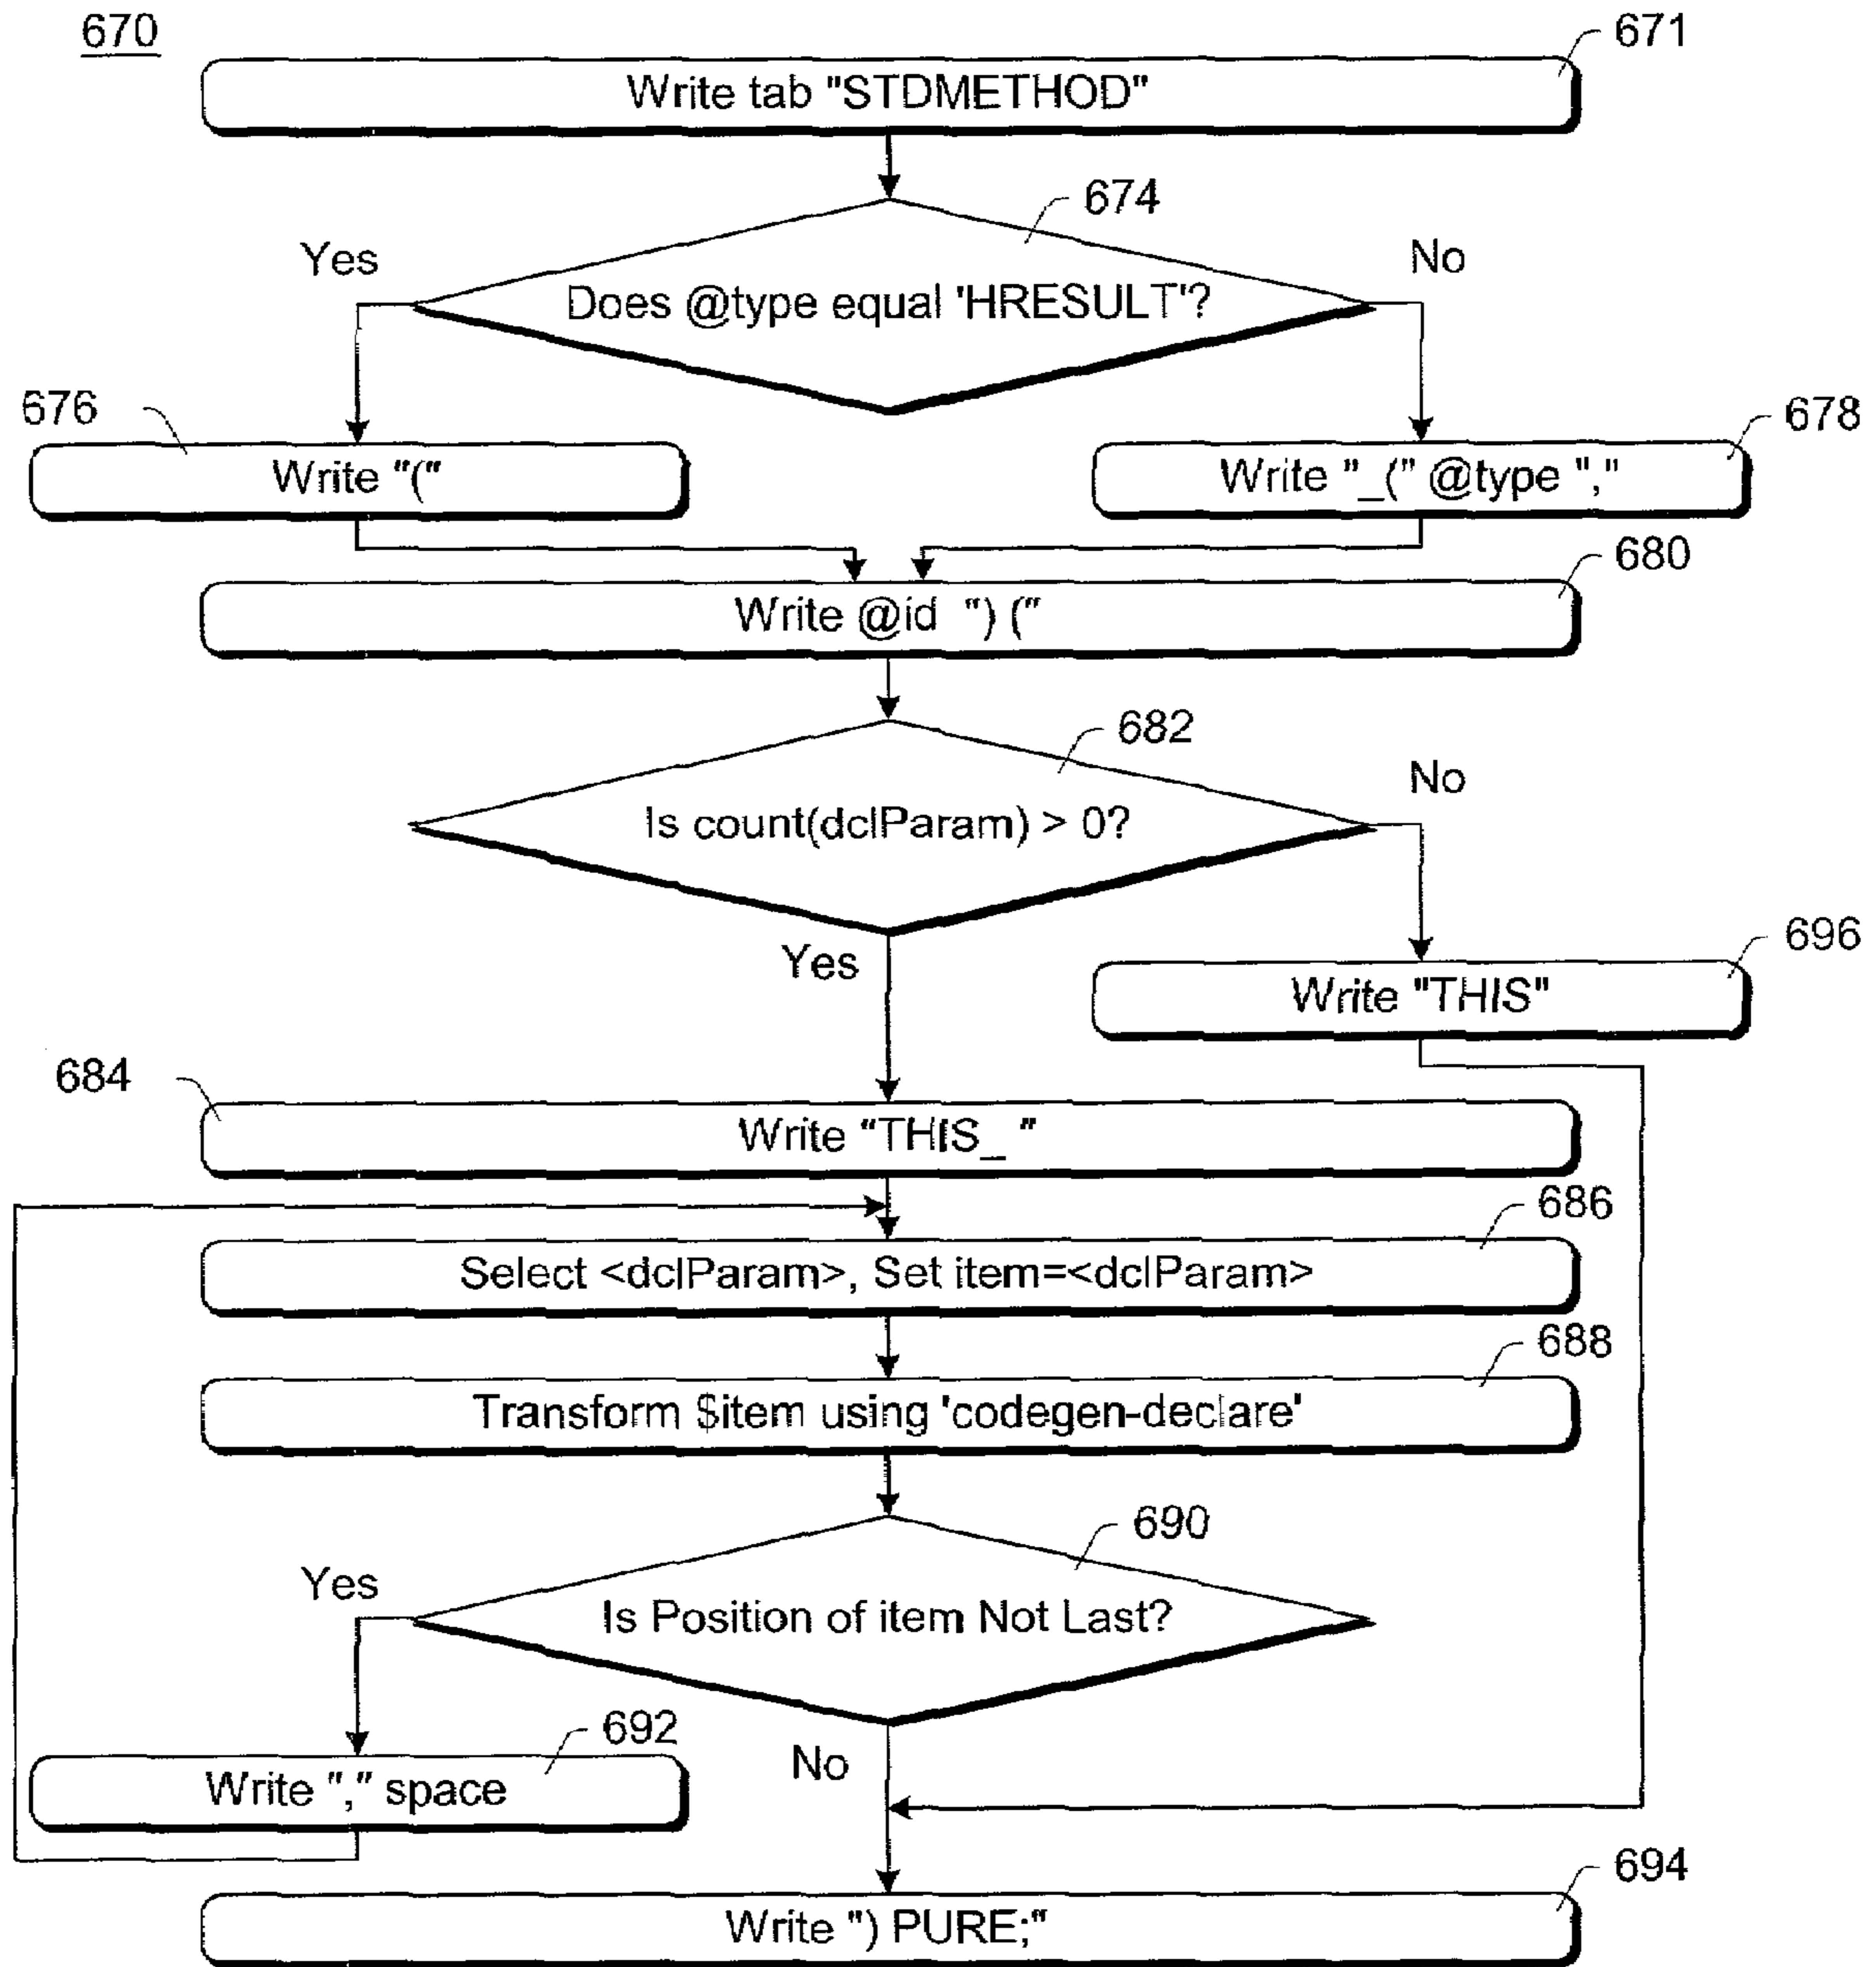 670
671
Write tab "STDMETHOD"
674
Yes
No
Does @type equal 'HRESULT'?
676
678
Write "("
Write "_(" @type ","
680
Write @id ") ("
682
No
Is count(dclParam) > 0?
Yes
696
Write "THIS"
684
Write "THIS_ "
686
Select <dclParam>, Set item=<dclParam>
688
Transform $item using 'codegen-declare'
690
Yes
Is Position of item Not Last?
692
No
Write "," space
694
Write ") PURE;"